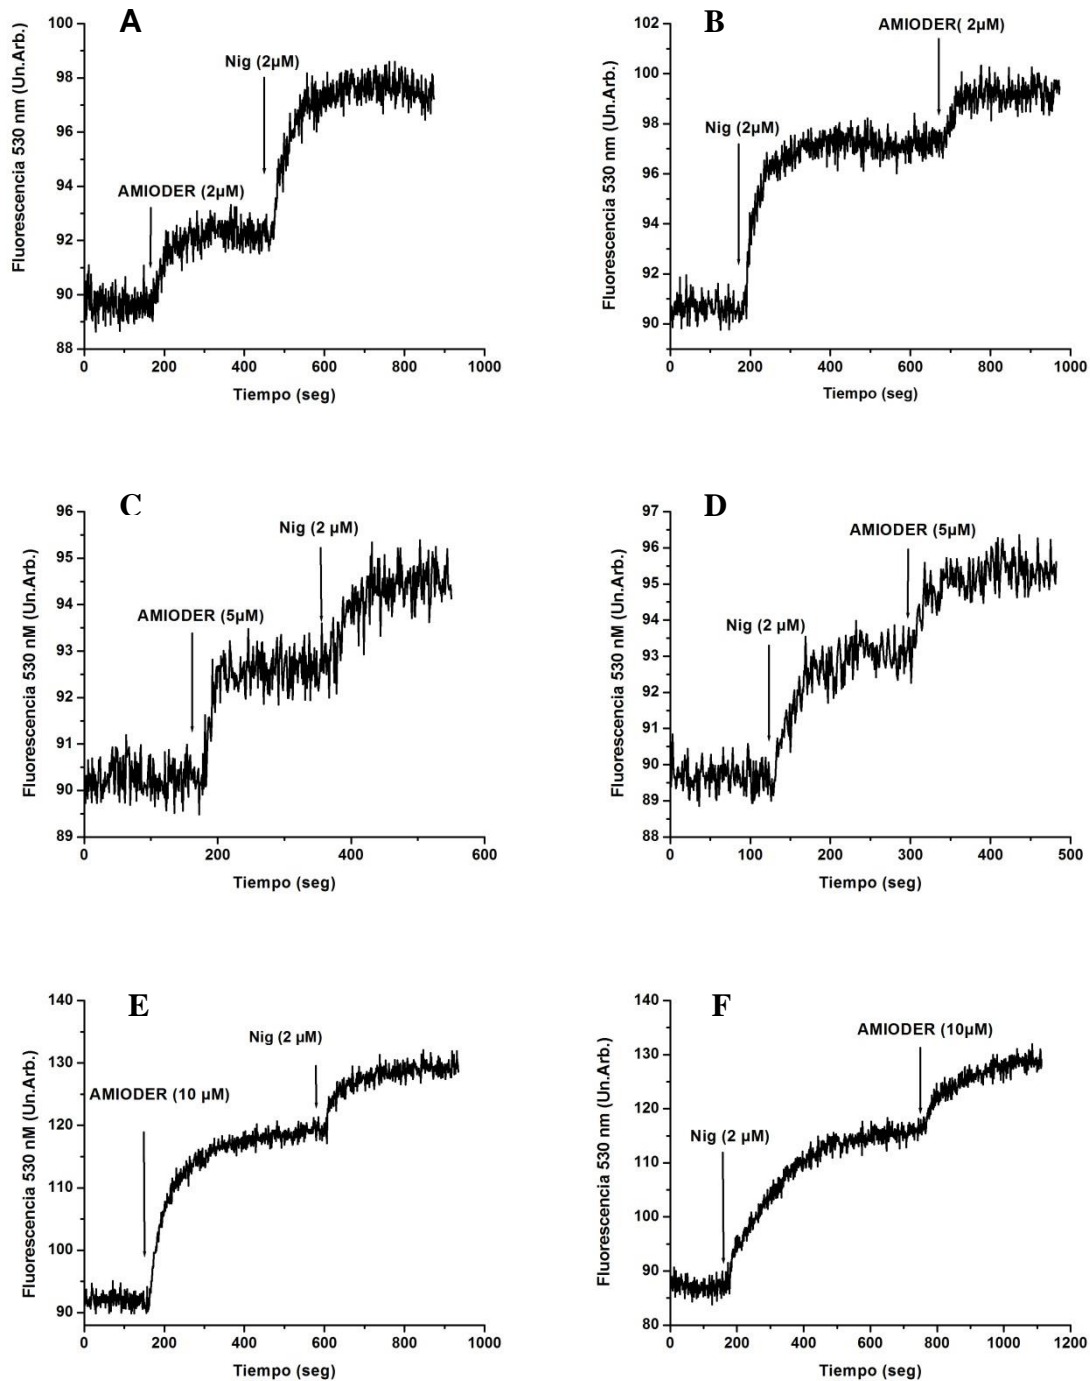 A
Fluorescencia 530 nm (Un.Arb.)
100
98
96
94
92
90
88
Nig (2µM)
AMIODER (2µM)
0 200 400 600 800 1000
Tiempo (seg)
B
Fluorescencia 530 nm (Un.Arb.)
102
100
98
96
94
92
90
AMIODER( 2µM)
Nig (2µM)
0 200 400 600 800 1000
Tiempo (seg)
C
Fluorescencia 530 nM (Un.Arb.)
96
95
94
93
92
91
90
89
Nig (2 µM)
AMIODER (5µM)
0 200 400 600
Tiempo (seg)
D
Fluorescencia 530 nM (Un.Arb.)
97
96
95
94
93
92
91
90
89
88
AMIODER (5µM)
Nig (2 µM)
0 100 200 300 400 500
Tiempo (seg)
E
Fluorescencia 530 nM (Un.Arb.)
140
130
120
110
100
90
Nig (2 µM)
AMIODER (10 µM)
0 200 400 600 800 1000
Tiempo (seg)
F
Fluorescencia 530 nm (Un.Arb.)
140
130
120
110
100
90
80
AMIODER (10µM)
Nig (2 µM)
0 200 400 600 800 1000 1200
Tiempo (seg)